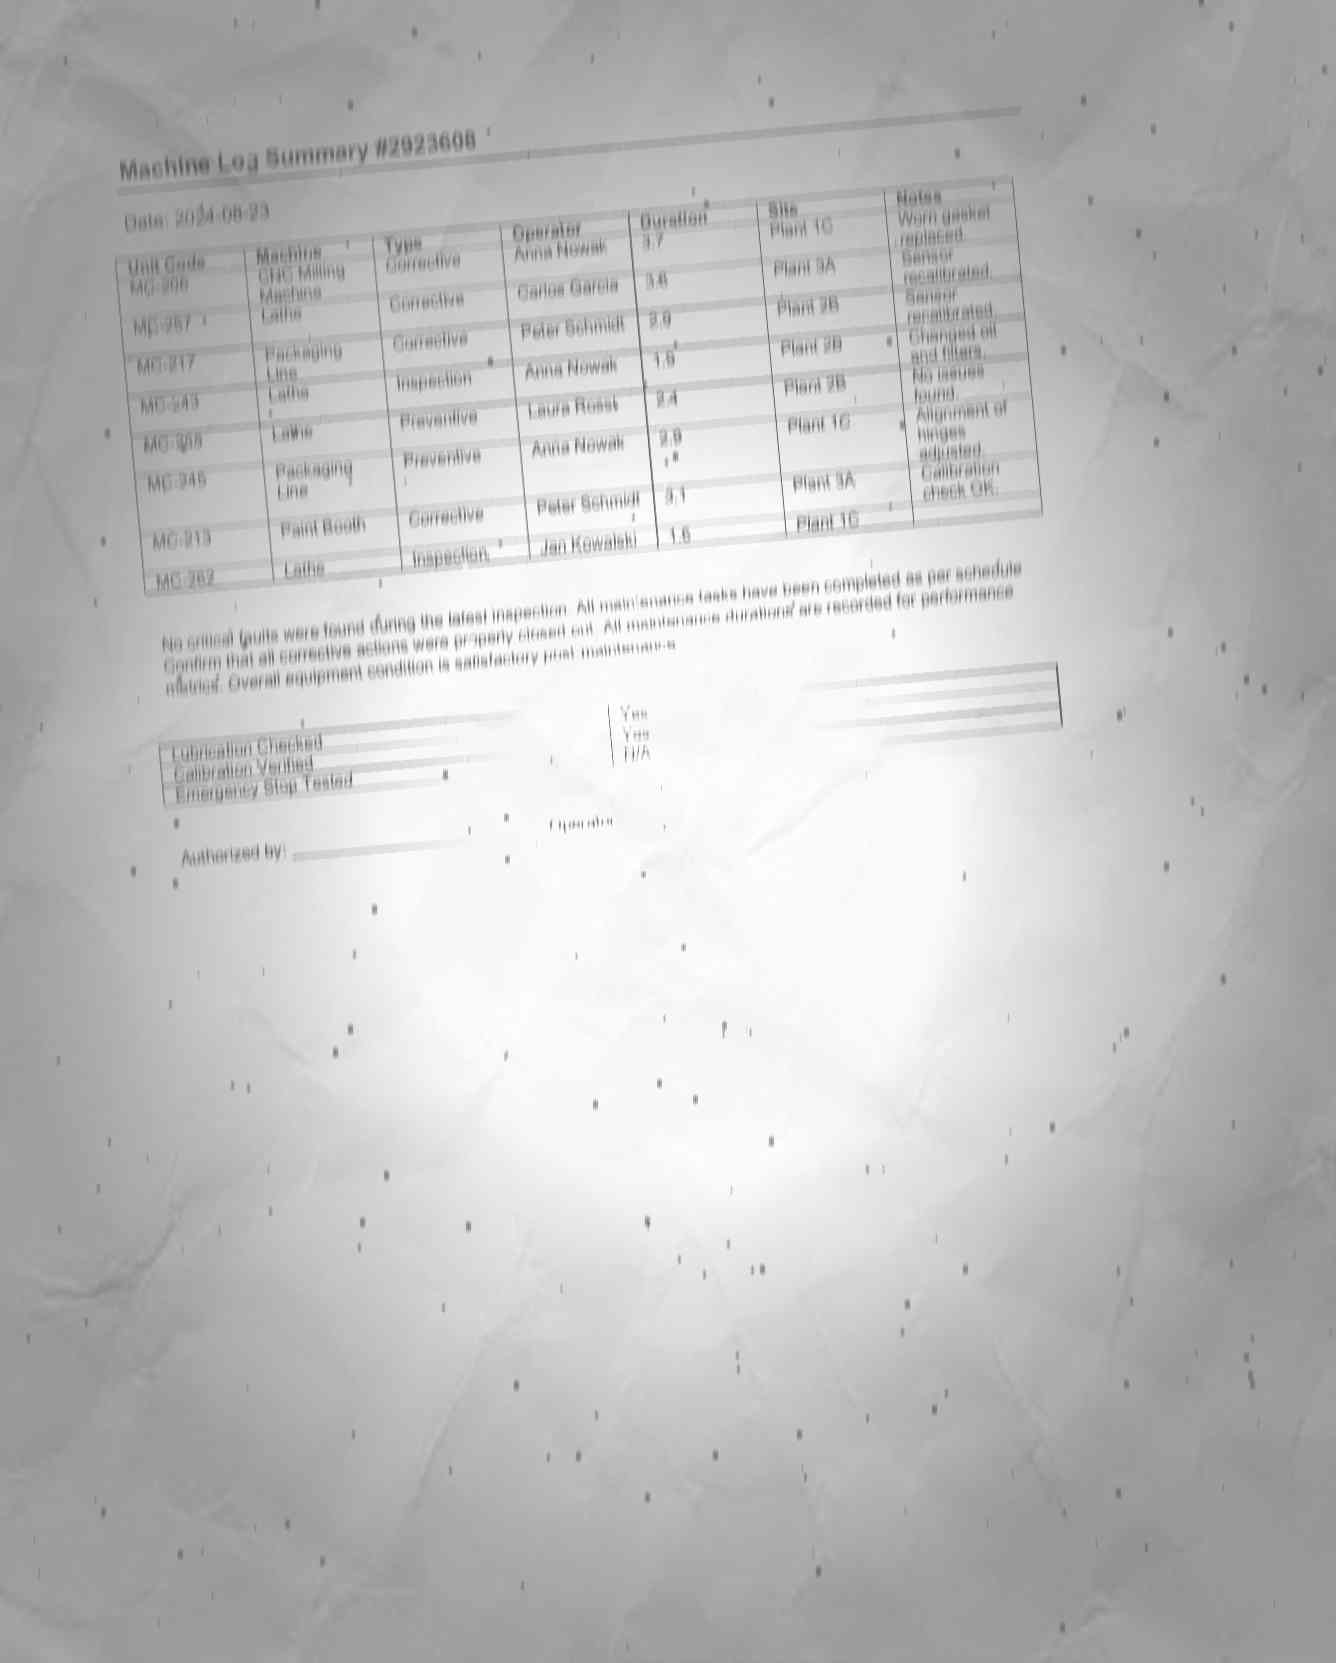 Machine Log Summary #2923608
Date: 2024-08-23
Unit Code Machine Type Operator Duration Site Notes
MC-206 CNC Milling Corrective Anna Nowak 3.7 Plant 1C Worn gasket
Machine replaced.
MC-257 Lathe Corrective Carlos Garcia 3.6 Plant 3A Sensor
recalibrated.
MC-217 Packaging Corrective Peter Schmidt 2.9 Plant 2B Sensor
Line recalibrated.
MC-243 Lathe Inspection Anna Nowak 1.9 Plant 2B Changed oil
and filters.
Lathe Preventive Laura Rossi 2.4 Plant 2B No issues
found.
MC-245 Packaging Preventive Anna Nowak 2.9 Plant 1C Alignment of
Line hinges
adjusted.
MC-213 Paint Booth Corrective Peter Schmidt 3.1 Plant 3A Calibration
check OK.
MC-262 Lathe Inspection Jan Kowalski 1.6 Plant 1C
No critical faults were found during the latest inspection. All maintenance tasks have been completed as per schedule
Confirm that all corrective actions were properly closed out. All maintenance durations are recorded for performance
metrics. Overall equipment condition is satisfactory post-maintenance
Lubrication Checked Yes
Calibration Verified Yes
Emergency Stop Tested N/A
Authorized by: Operator